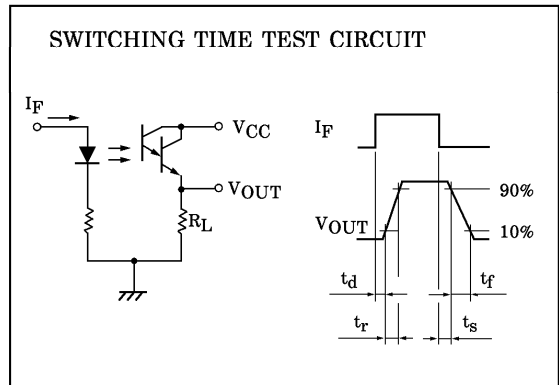 SWITCHING TIME TEST CIRCUIT
IF
VCC
VOUT
RL
IF
VOUT
90%
10%
td
tf
tr
ts